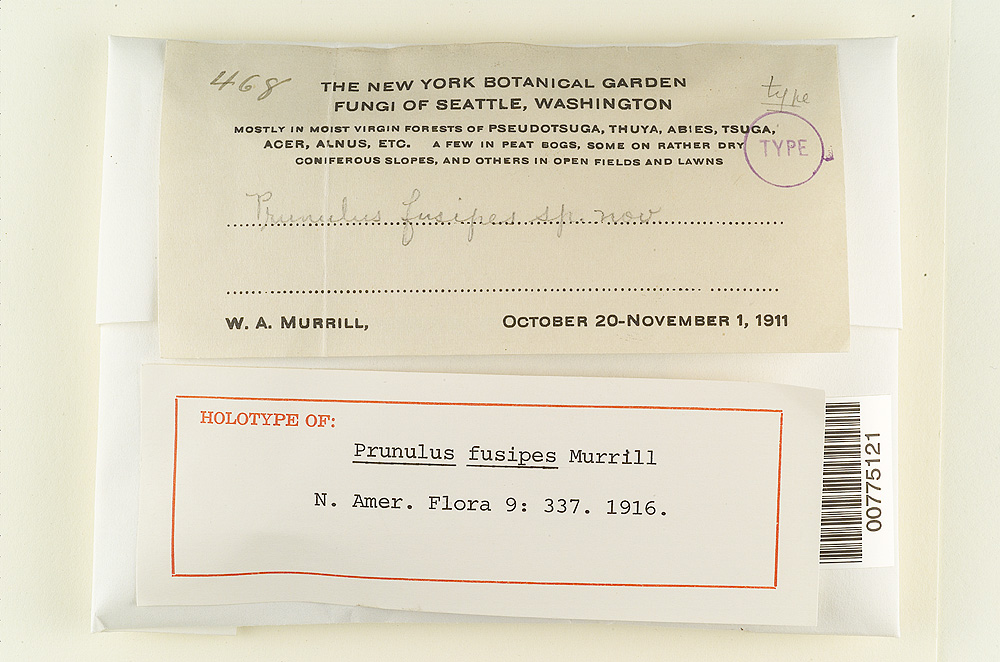 468
THE NEW YORK BOTANICAL GARDEN
type
FUNGI OF SEATTLE, WASHINGTON
MOSTLY IN MOIST VIRGIN FORESTS OF PSEUDOTSUGA, THUYA, ABIES, TSUGA,
ACER, ALNUS, ETC. A FEW IN PEAT BOGS, SOME ON RATHER DRY
TYPE
CONIFEROUS SLOPES, AND OTHERS IN OPEN FIELDS AND LAWNS
Prunulus fusipes sp. nov
W. A. MURRILL, OCTOBER 20-NOVEMBER 1, 1911
HOLOTYPE OF:
Prunulus fusipes Murrill
N. Amer. Flora 9: 337. 1916.
00775121